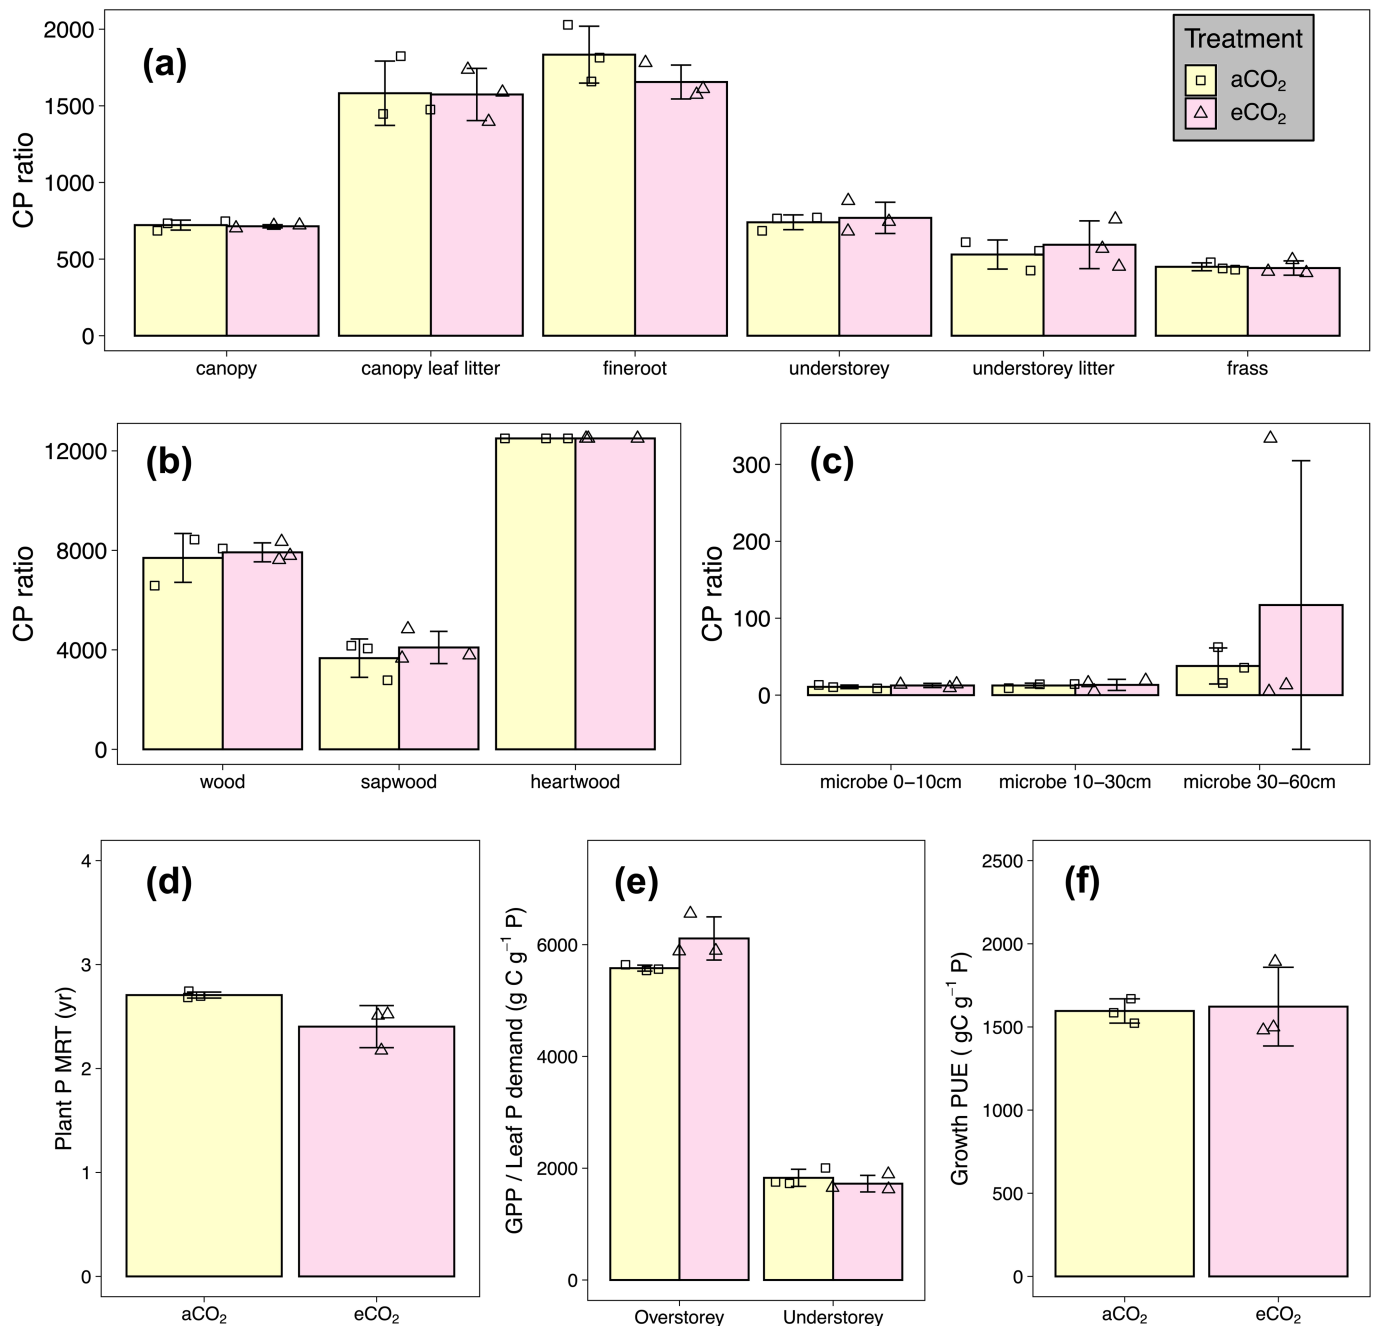 (a)
CP ratio
2000
1500
1000
500
0
Treatment
aCO₂
eCO₂
canopy
canopy leaf litter
fineroot
understorey
understorey litter
frass
(b)
CP ratio
12000
8000
4000
0
wood
sapwood
heartwood
(c)
CP ratio
300
200
100
0
microbe 0–10cm
microbe 10–30cm
microbe 30–60cm
(d)
Plant P MRT (yr)
4
3
2
1
0
aCO₂
eCO₂
(e)
GPP / Leaf P demand (g C g⁻¹ P)
6000
4000
2000
0
Overstorey
Understorey
(f)
Growth PUE ( gC g⁻¹ P)
2500
2000
1500
1000
500
0
aCO₂
eCO₂